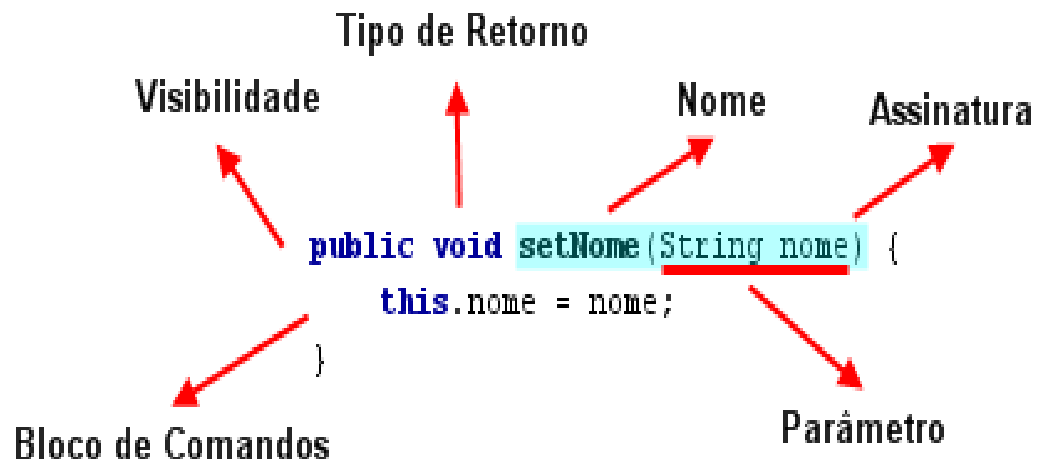 Tipo de Retorno
Visibilidade
Nome
Assinatura
public void setNome(String nome) {
this.nome = nome;
}
Bloco de Comandos
Parâmetro